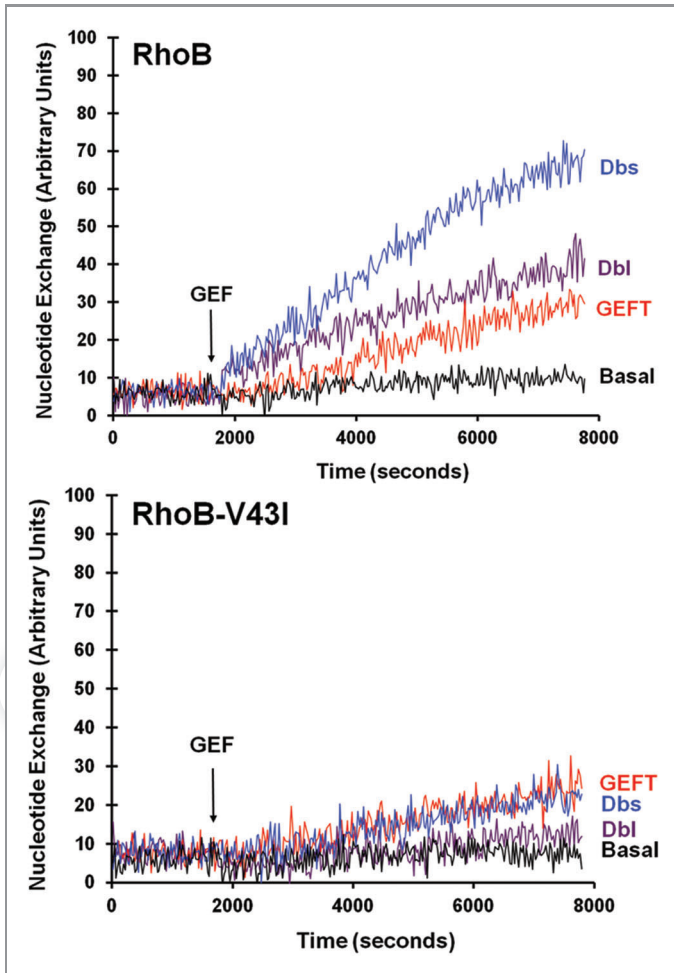 RhoB
100
90
80
70
60
50
40
30
20
10
0
Nucleotide Exchange (Arbitrary Units)
GEF
Dbs
Dbl
GEFT
Basal
0 2000 4000 6000 8000
Time (seconds)
RhoB-V43I
100
90
80
70
60
50
40
30
20
10
0
Nucleotide Exchange (Arbitrary Units)
GEF
GEFT
Dbs
Dbl
Basal
0 2000 4000 6000 8000
Time (seconds)